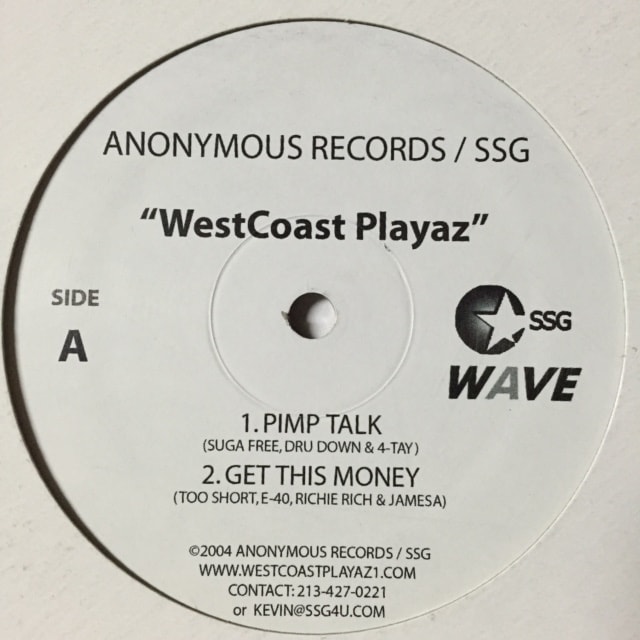 ANONYMOUS RECORDS / SSG
“WestCoast Playaz”
SIDE
A
SSG
WAVE
1. PIMP TALK
(SUGA FREE, DRU DOWN & 4-TAY)
2. GET THIS MONEY
(TOO SHORT, E-40, RICHIE RICH & JAMESA)
©2004 ANONYMOUS RECORDS / SSG
WWW.WESTCOASTPLAYAZ1.COM
CONTACT: 213-427-0221
or KEVIN@SSG4U.COM